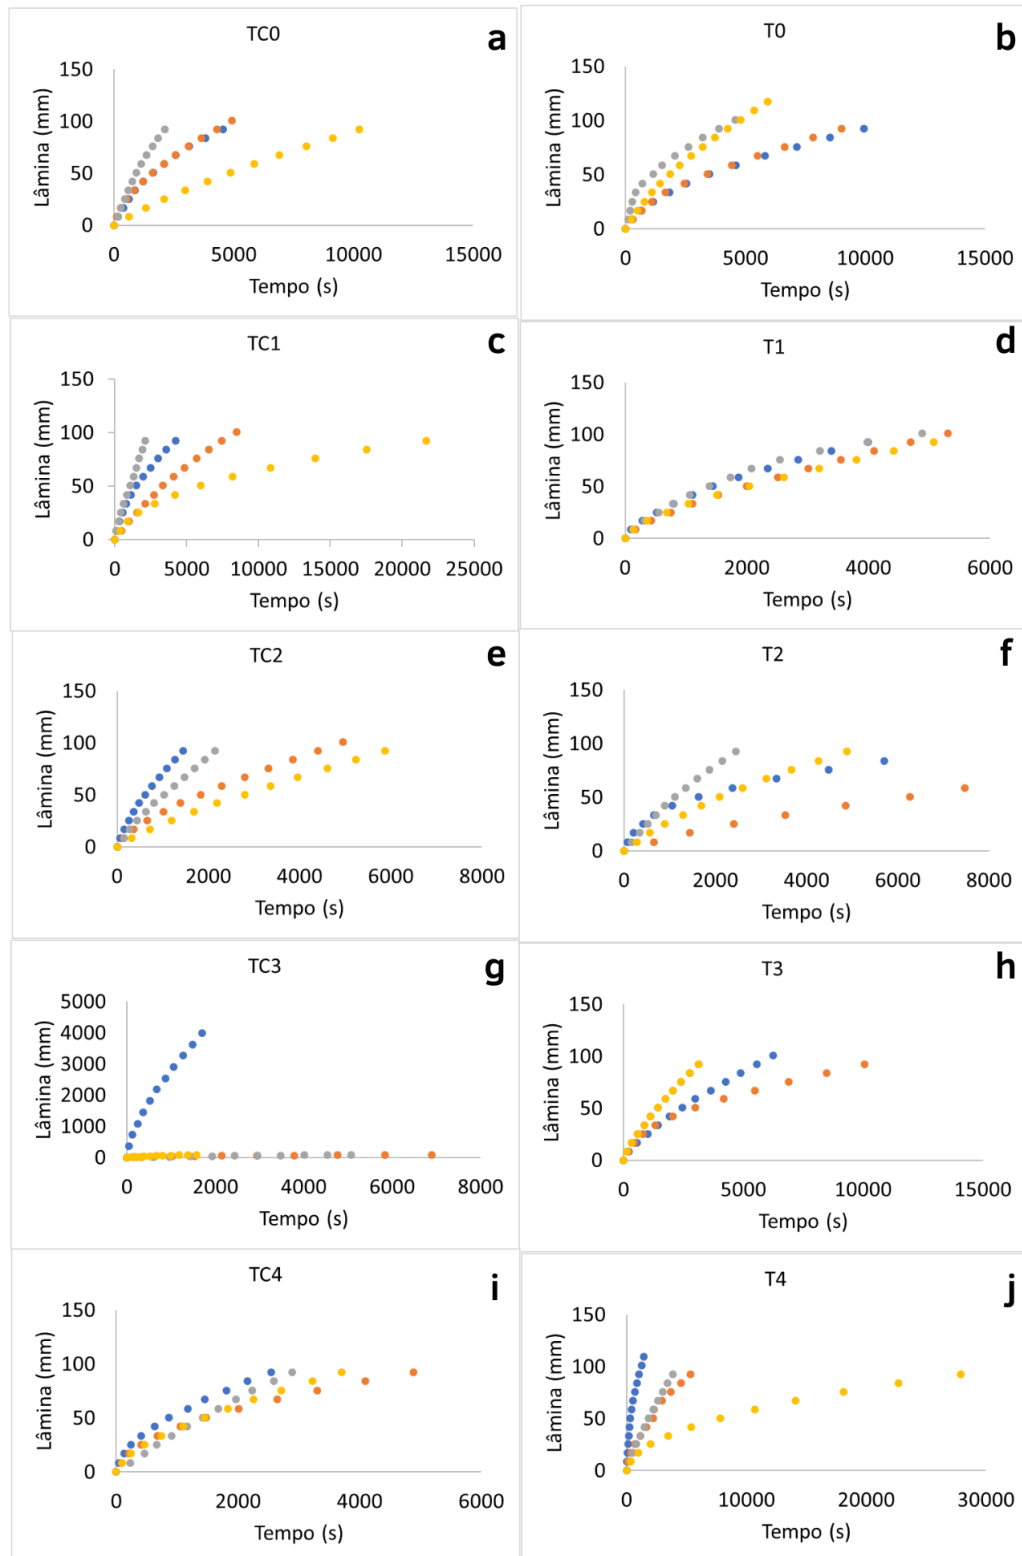 TC0 a
150
100
50
0
0 5000 10000 15000
Lâmina (mm)
Tempo (s)
T0 b
150
100
50
0
0 5000 10000 15000
Lâmina (mm)
Tempo (s)
TC1 c
150
100
50
0
0 5000 10000 15000 20000 25000
Lâmina (mm)
Tempo (s)
T1 d
150
100
50
0
0 2000 4000 6000
Lâmina (mm)
Tempo (s)
TC2 e
150
100
50
0
0 2000 4000 6000 8000
Lâmina (mm)
Tempo (s)
T2 f
150
100
50
0
0 2000 4000 6000 8000
Lâmina (mm)
Tempo (s)
TC3 g
5000
4000
3000
2000
1000
0
0 2000 4000 6000 8000
Lâmina (mm)
Tempo (s)
T3 h
150
100
50
0
0 5000 10000 15000
Lâmina (mm)
Tempo (s)
TC4 i
150
100
50
0
0 2000 4000 6000
Lâmina (mm)
Tempo (s)
T4 j
150
100
50
0
0 10000 20000 30000
Lâmina (mm)
Tempo (s)